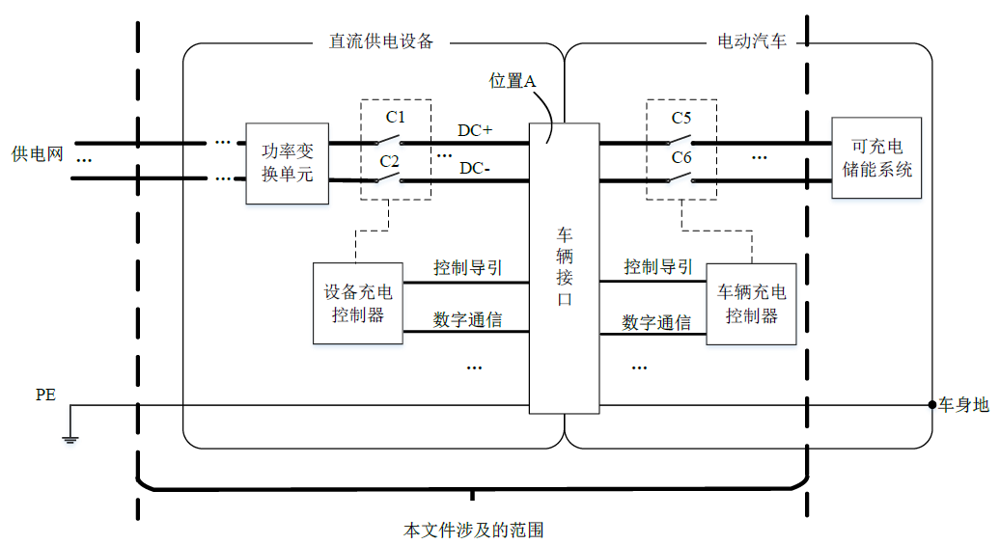 直流供电设备
电动汽车
位置A
供电网
...
...
...
功率变
换单元
C1
C2
DC+
...
DC-
C5
C6
...
可充电
储能系统
车
辆
接
口
设备充电
控制器
控制导引
数字通信
...
控制导引
数字通信
...
车辆充电
控制器
PE
车身地
本文件涉及的范围